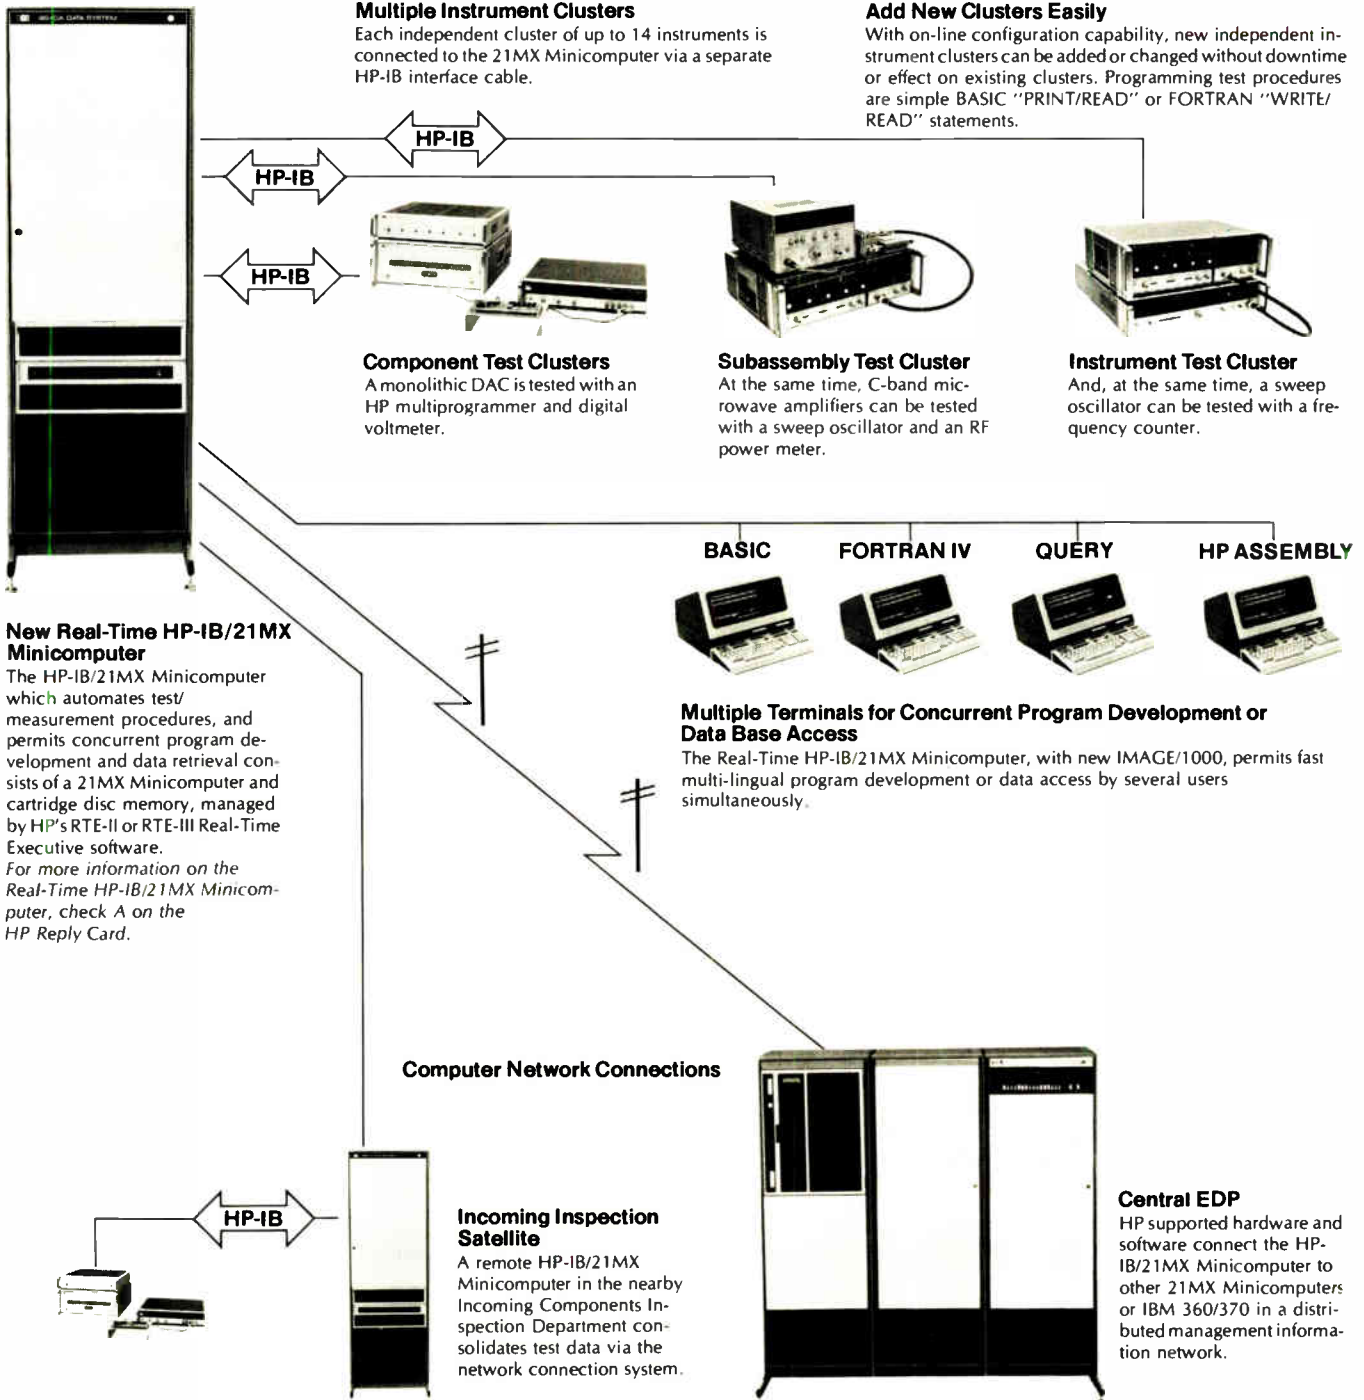 DATA SYSTEM
Multiple Instrument Clusters
Each independent cluster of up to 14 instruments is
connected to the 21MX Minicomputer via a separate
HP-IB interface cable.
Add New Clusters Easily
With on-line configuration capability, new independent in-
strument clusters can be added or changed without downtime
or effect on existing clusters. Programming test procedures
are simple BASIC "PRINT/READ" or FORTRAN "WRITE/
READ" statements.
HP-IB
HP-IB
HP-IB
Component Test Clusters
A monolithic DAC is tested with an
HP multiprogrammer and digital
voltmeter.
Subassembly Test Cluster
At the same time, C-band mic-
rowave amplifiers can be tested
with a sweep oscillator and an RF
power meter.
Instrument Test Cluster
And, at the same time, a sweep
oscillator can be tested with a fre-
quency counter.
BASIC
FORTRAN IV
QUERY
HP ASSEMBLY
New Real-Time HP-IB/21MX
Minicomputer
The HP-IB/21MX Minicomputer
which automates test/
measurement procedures, and
permits concurrent program de-
velopment and data retrieval con-
sists of a 21MX Minicomputer and
cartridge disc memory, managed
by HP's RTE-II or RTE-III Real-Time
Executive software.
For more information on the
Real-Time HP-IB/21MX Minicom-
puter, check A on the
HP Reply Card.
Multiple Terminals for Concurrent Program Development or
Data Base Access
The Real-Time HP-IB/21MX Minicomputer, with new IMAGE/1000, permits fast
multi-lingual program development or data access by several users
simultaneously.
Computer Network Connections
HP-IB
Incoming Inspection
Satellite
A remote HP-IB/21MX
Minicomputer in the nearby
Incoming Components In-
spection Department con-
solidates test data via the
network connection system.
Central EDP
HP supported hardware and
software connect the HP-
IB/21MX Minicomputer to
other 21MX Minicomputers
or IBM 360/370 in a distri-
buted management informa-
tion network.